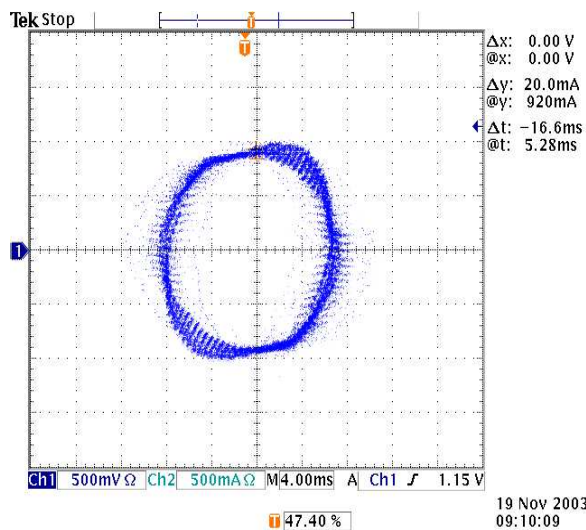 Tek Stop
T
T
Δx: 0.00 V
@x: 0.00 V
Δy: 20.0mA
@y: 920mA
Δt: -16.6ms
@t: 5.28ms
1
Ch1 500mV Ω Ch2 500mA Ω M 4.00ms A Ch1 ƒ 1.15 V
T 47.40 %
19 Nov 2003
09:10:09